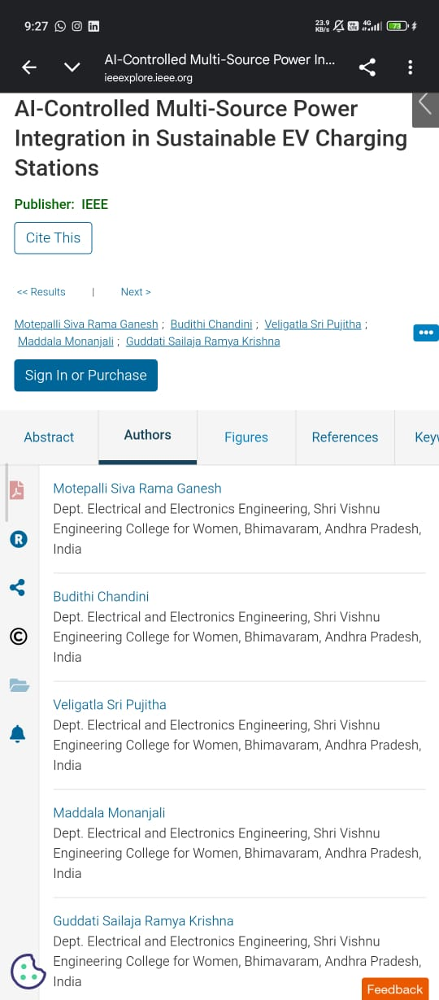 9:27
23.9
KB/s
4G
73
AI-Controlled Multi-Source Power In...
ieeexplore.ieee.org
AI-Controlled Multi-Source Power
Integration in Sustainable EV Charging
Stations
Publisher: IEEE
Cite This
<< Results | Next >
Motepalli Siva Rama Ganesh ; Budithi Chandini ; Veligatla Sri Pujitha ;
Maddala Monanjali ; Guddati Sailaja Ramya Krishna
Sign In or Purchase
Abstract
Authors
Figures
References
Keyw
Motepalli Siva Rama Ganesh
Dept. Electrical and Electronics Engineering, Shri Vishnu
Engineering College for Women, Bhimavaram, Andhra Pradesh,
India
Budithi Chandini
Dept. Electrical and Electronics Engineering, Shri Vishnu
Engineering College for Women, Bhimavaram, Andhra Pradesh,
India
Veligatla Sri Pujitha
Dept. Electrical and Electronics Engineering, Shri Vishnu
Engineering College for Women, Bhimavaram, Andhra Pradesh,
India
Maddala Monanjali
Dept. Electrical and Electronics Engineering, Shri Vishnu
Engineering College for Women, Bhimavaram, Andhra Pradesh,
India
Guddati Sailaja Ramya Krishna
Dept. Electrical and Electronics Engineering, Shri Vishnu
Engineering College for Women, Bhimavaram, Andhra Pradesh,
India
Feedback